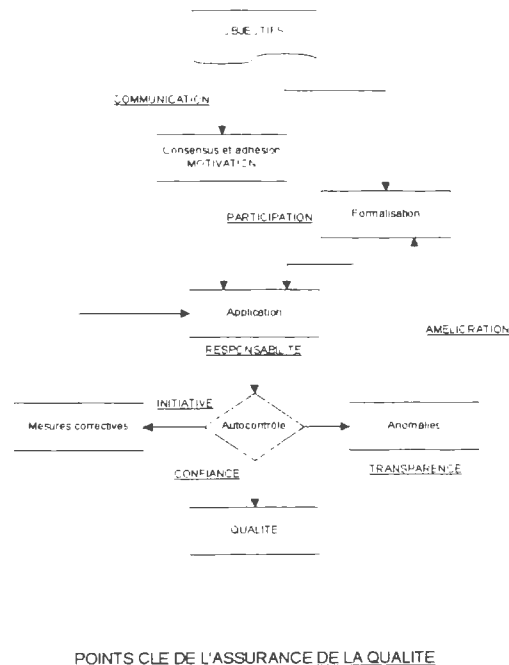 OBJECTIFS
COMMUNICATION
Consensus et adhésion
MOTIVATION
PARTICIPATION
Formalisation
Application
AMELIORATION
RESPONSABILITE
INITIATIVE
Mesures correctives
Autocontrôle
Anomalies
CONFIANCE
TRANSPARENCE
QUALITE
POINTS CLE DE L'ASSURANCE DE LA QUALITE